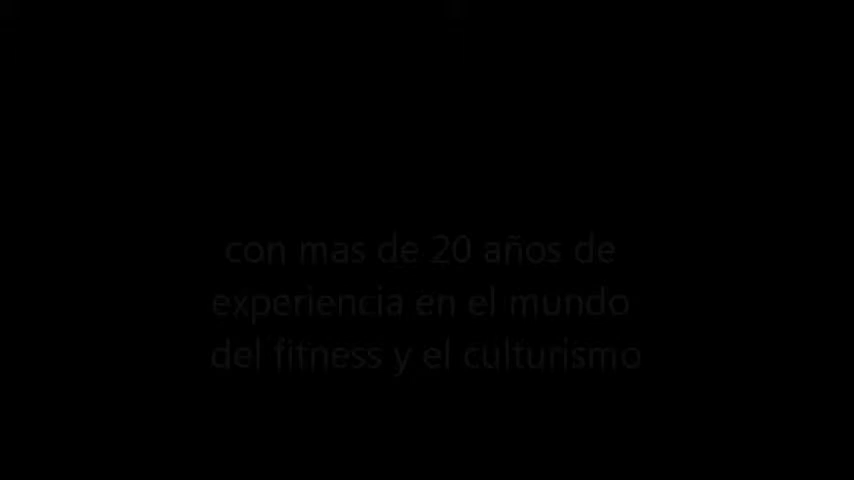 con mas de 20 años de
experiencia en el mundo
del fitness y el culturismo